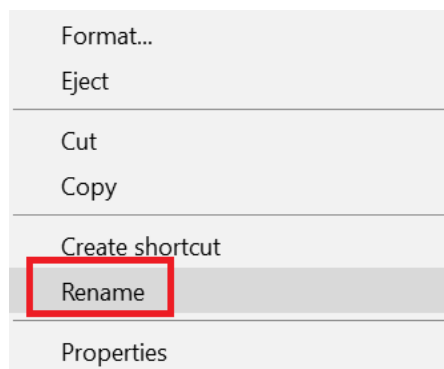 Format...
Eject
Cut
Copy
Create shortcut
Rename
Properties